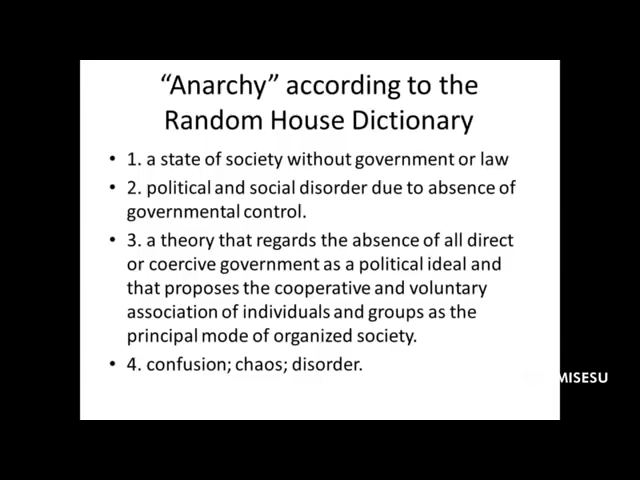 “Anarchy” according to the
Random House Dictionary
• 1. a state of society without government or law
• 2. political and social disorder due to absence of
governmental control.
• 3. a theory that regards the absence of all direct
or coercive government as a political ideal and
that proposes the cooperative and voluntary
association of individuals and groups as the
principal mode of organized society.
• 4. confusion; chaos; disorder.
MISESU